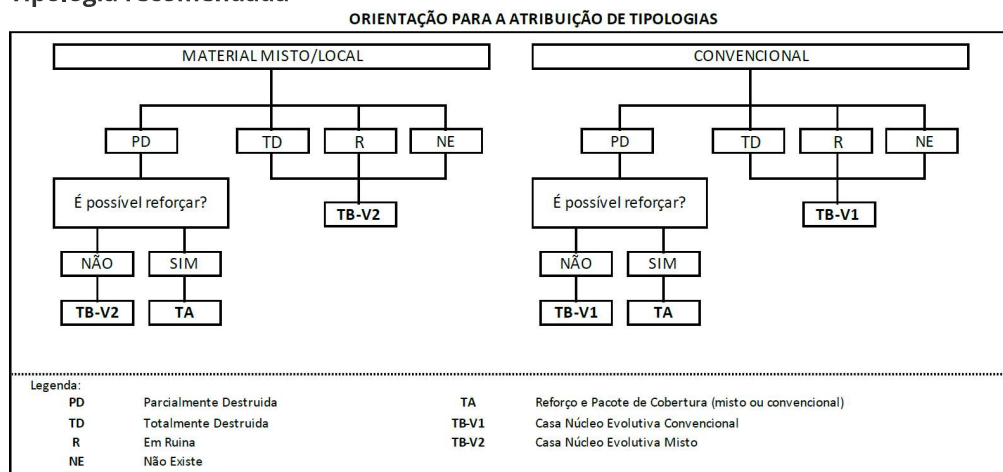 Tipologia recomendada
ORIENTAÇÃO PARA A ATRIBUIÇÃO DE TIPOLOGIAS
MATERIAL MISTO/LOCAL
PD TD R NE
É possível reforçar?
TB-V2
NÃO SIM
TB-V2 TA
CONVENCIONAL
PD TD R NE
É possível reforçar?
TB-V1
NÃO SIM
TB-V1 TA
Legenda:
PD Parcialmente Destruida
TD Totalmente Destruida
R Em Ruina
NE Não Existe
TA Reforço e Pacote de Cobertura (misto ou convencional)
TB-V1 Casa Núcleo Evolutiva Convencional
TB-V2 Casa Núcleo Evolutiva Misto